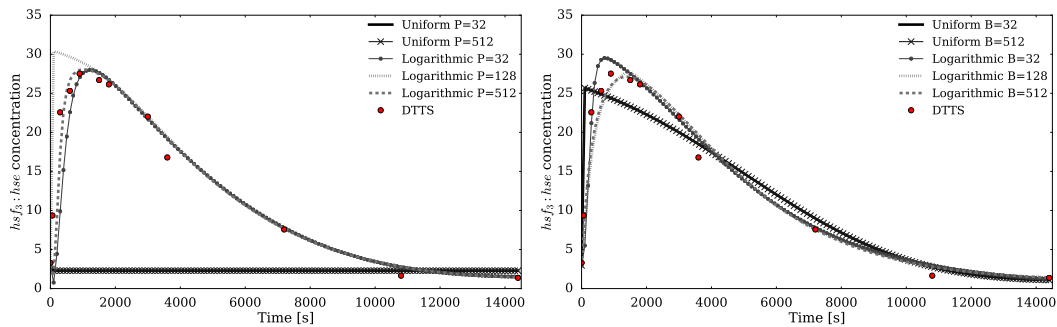 35
30
25
20
15
10
5
0
hsf₃ : hse concentration
0 2000 4000 6000 8000 10000 12000 14000
Time [s]
Uniform P=32
Uniform P=512
Logarithmic P=32
Logarithmic P=128
Logarithmic P=512
DTTS
35
30
25
20
15
10
5
0
hsf₃ : hse concentration
0 2000 4000 6000 8000 10000 12000 14000
Time [s]
Uniform B=32
Uniform B=512
Logarithmic B=32
Logarithmic B=128
Logarithmic B=512
DTTS